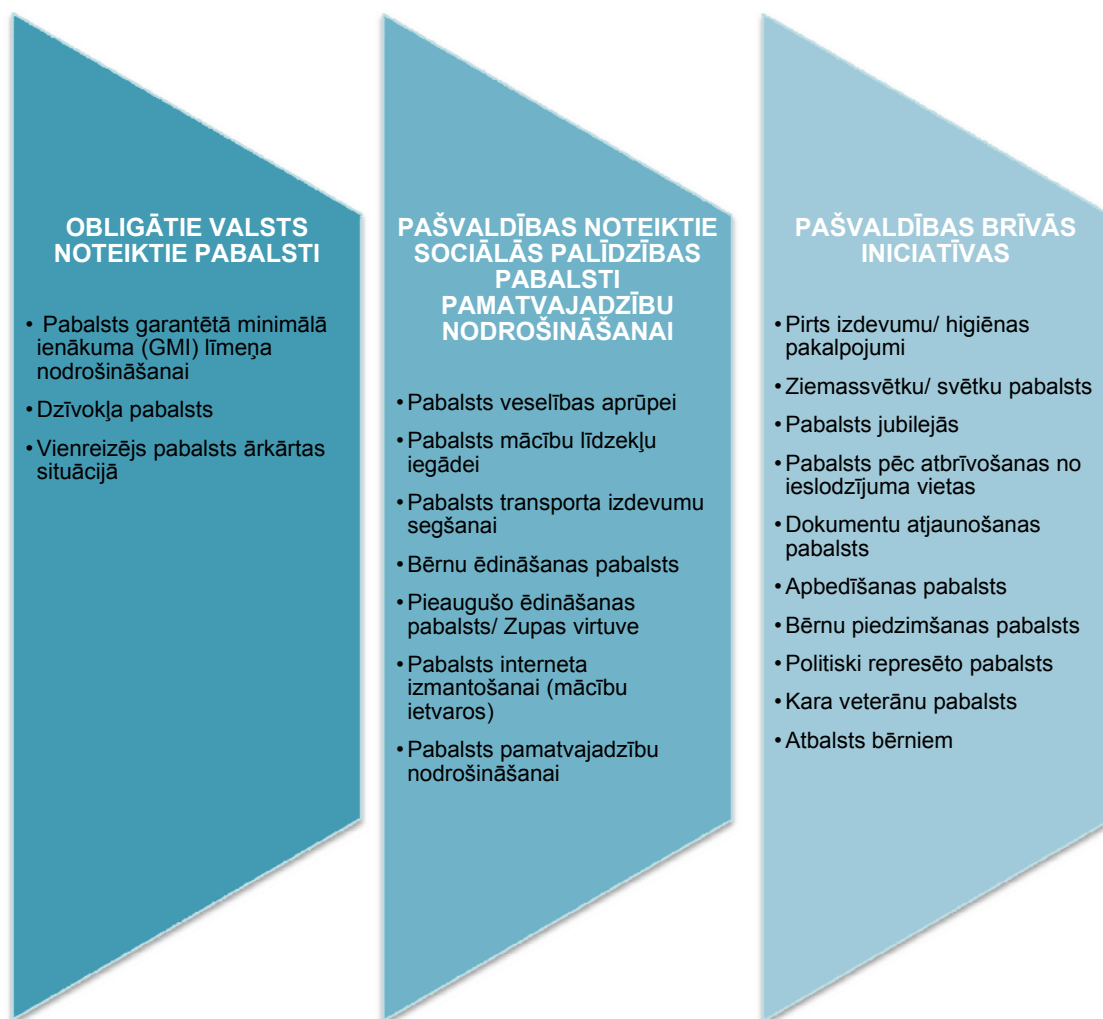 OBLIGĀTIE VALSTS
NOTEIKTIE PABALSTI
• Pabalsts garantētā minimālā
ienākuma (GMI) līmeņa
nodrošināšanai
• Dzīvokļa pabalsts
• Vienreizējs pabalsts ārkārtas
situācijā
PAŠVALDĪBAS NOTEIKTIE
SOCIĀLĀS PALĪDZĪBAS
PABALSTI
PAMATVAJADZĪBU
NODROŠINĀŠANAI
• Pabalsts veselības aprūpei
• Pabalsts mācību līdzekļu
iegādei
• Pabalsts transporta izdevumu
segšanai
• Bērnu ēdināšanas pabalsts
• Pieaugušo ēdināšanas
pabalsts/ Zupas virtuve
• Pabalsts interneta
izmantošanai (mācību
ietvaros)
• Pabalsts pamatvajadzību
nodrošināšanai
PAŠVALDĪBAS BRĪVĀS
INICIATĪVAS
• Pirts izdevumu/ higiēnas
pakalpojumi
• Ziemassvētku/ svētku pabalsts
• Pabalsts jubilejās
• Pabalsts pēc atbrīvošanas no
ieslodzījuma vietas
• Dokumentu atjaunošanas
pabalsts
• Apbedīšanas pabalsts
• Bērnu piedzimšanas pabalsts
• Politiski represēto pabalsts
• Kara veterānu pabalsts
• Atbalsts bērniem